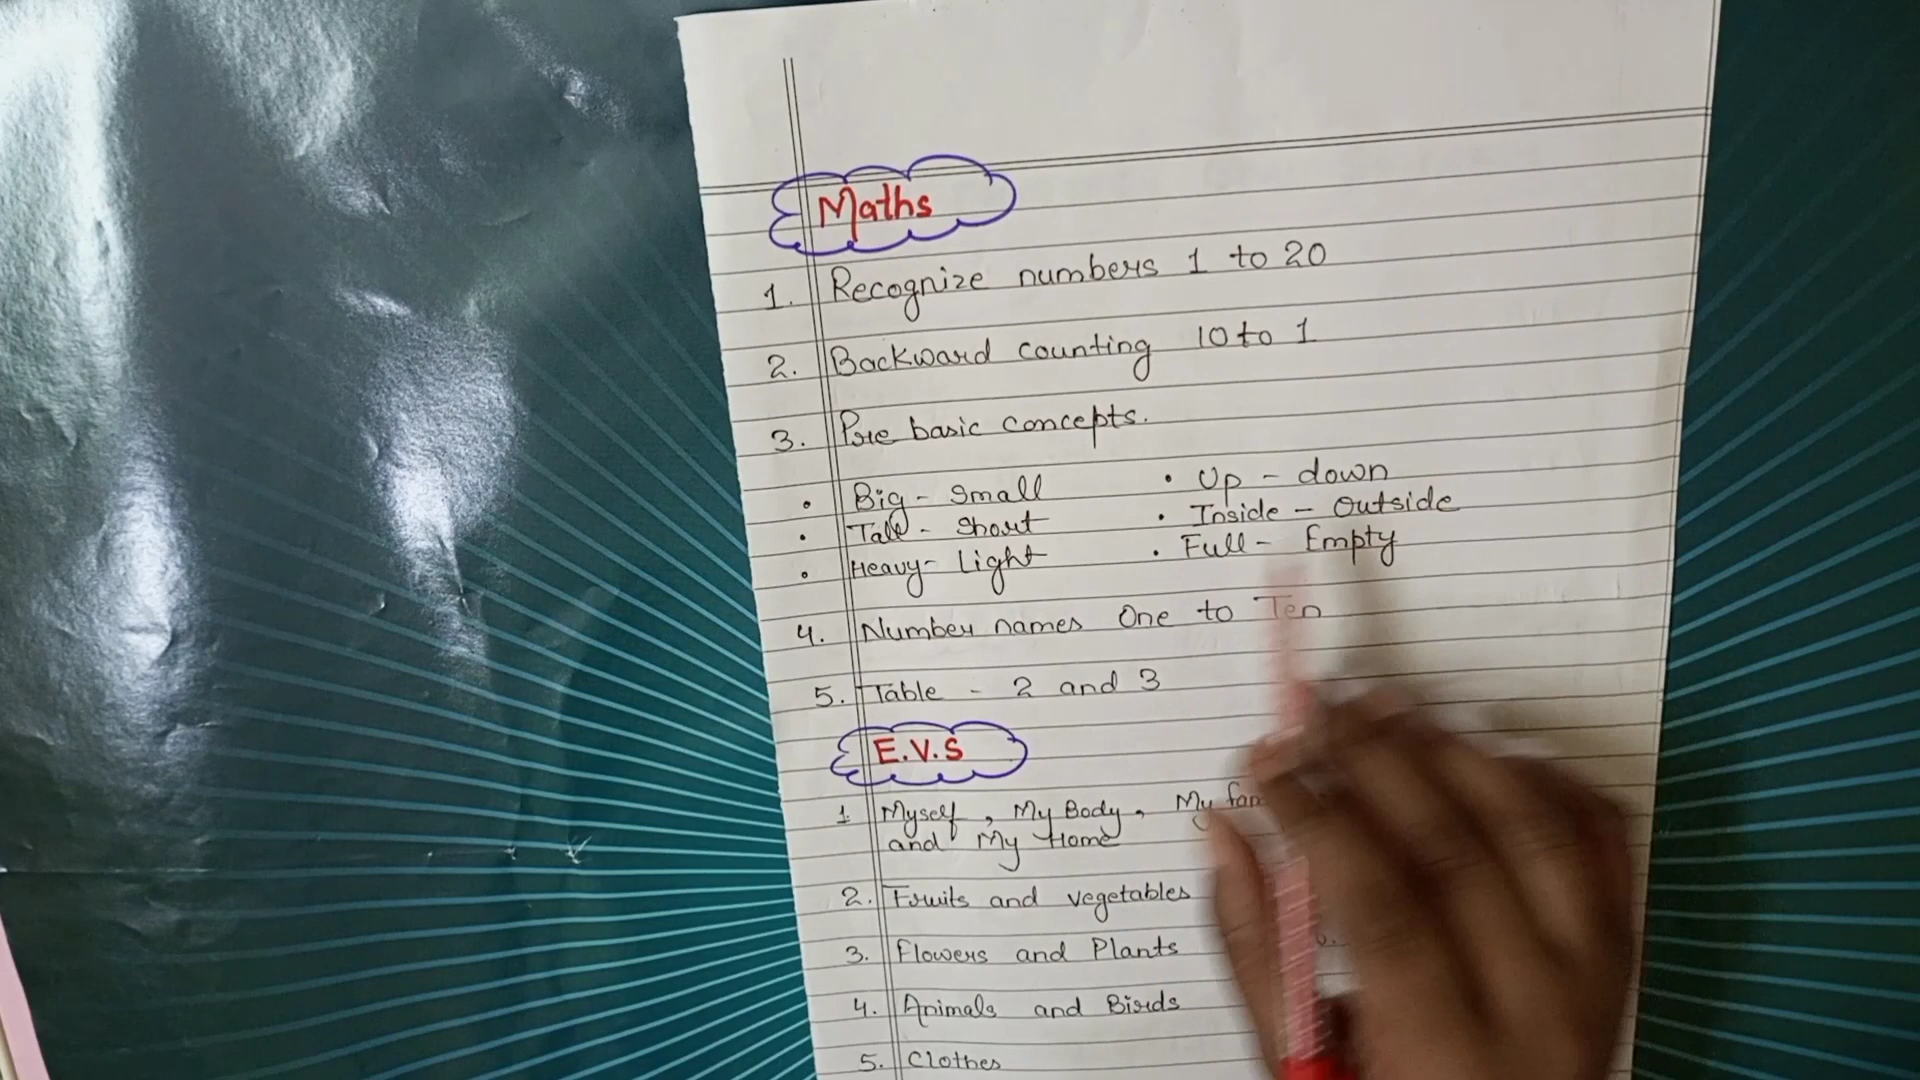 Maths
1. Recognize numbers 1 to 20
2. Backward counting 10 to 1
3. Pre basic concepts.
• Big - Small • Up - down
• Tall - Short • Inside - Outside
• Heavy - light • Full - Empty
4. Number names One to Ten
5. Table - 2 and 3
E.V.S
1. Myself, My Body, My
and My Home
2. Fruits and vegetables
3. Flowers and Plants
4. Animals and Birds
5. Clothes